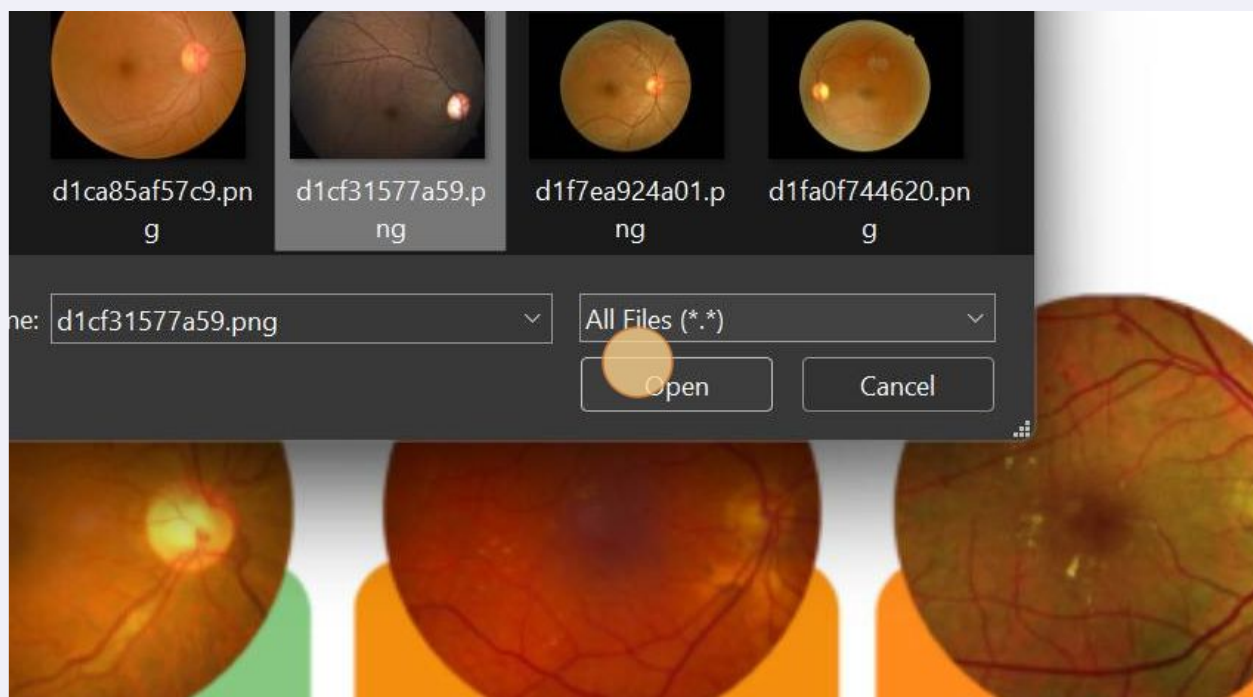 d1ca85af57c9.pn
g
d1cf31577a59.p
ng
d1f7ea924a01.p
ng
d1fa0f744620.pn
g
ne: d1cf31577a59.png
All Files (*.*)
Open
Cancel